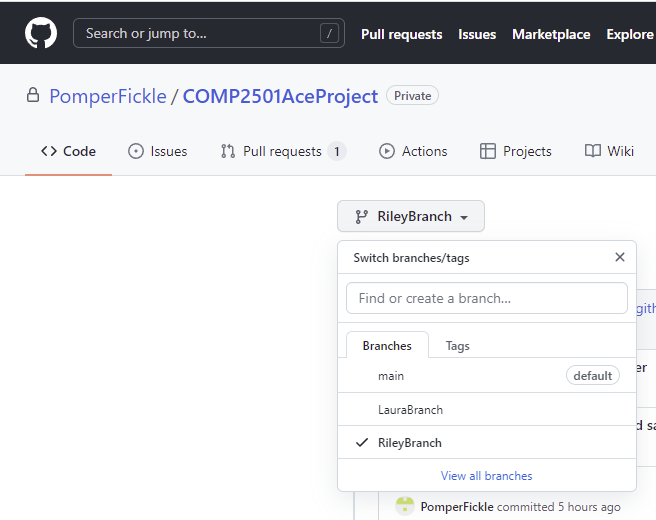 Search or jump to... /
Pull requests Issues Marketplace Explore
PomperFickle / COMP2501AceProject Private
Code Issues Pull requests 1 Actions Projects Wiki
RileyBranch
Switch branches/tags
Find or create a branch...
Branches Tags
main default
LauraBranch
RileyBranch
View all branches
PomperFickle committed 5 hours ago